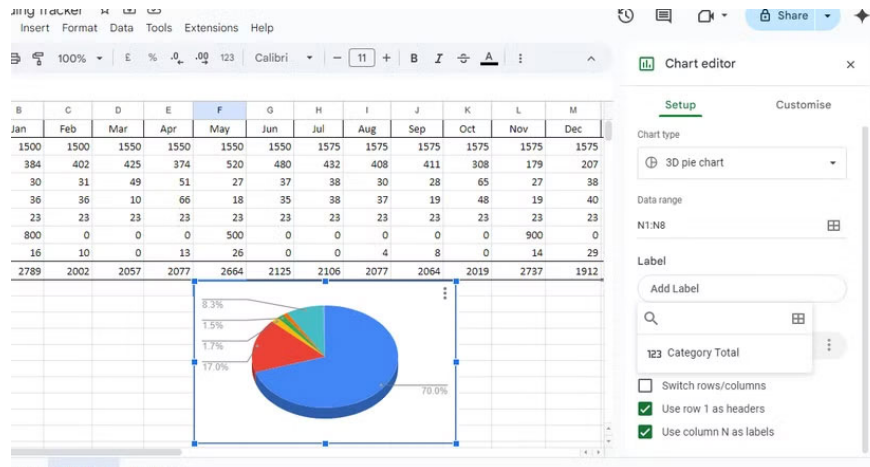 Insert Format Data Tools Extensions Help
Share
100% £ % .0 .00 123 Calibri 11 B I A
Chart editor
Setup Customise
Chart type
3D pie chart
Data range
N1:N8
Label
Add Label
123 Category Total
Switch rows/columns
Use row 1 as headers
Use column N as labels
B C D E F G H I J K L M
Jan Feb Mar Apr May Jun Jul Aug Sep Oct Nov Dec
1500 1500 1550 1550 1550 1550 1575 1575 1575 1575 1575 1575
384 402 425 374 520 480 432 408 411 308 179 207
30 31 49 51 27 37 38 30 28 65 27 38
36 36 10 66 18 35 38 37 19 48 19 40
23 23 23 23 23 23 23 23 23 23 23 23
800 0 0 0 500 0 0 0 0 0 900 0
16 10 0 13 26 0 0 4 8 0 14 29
2789 2002 2057 2077 2664 2125 2106 2077 2064 2019 2737 1912
8.3%
1.5%
1.7%
17.0%
70.0%